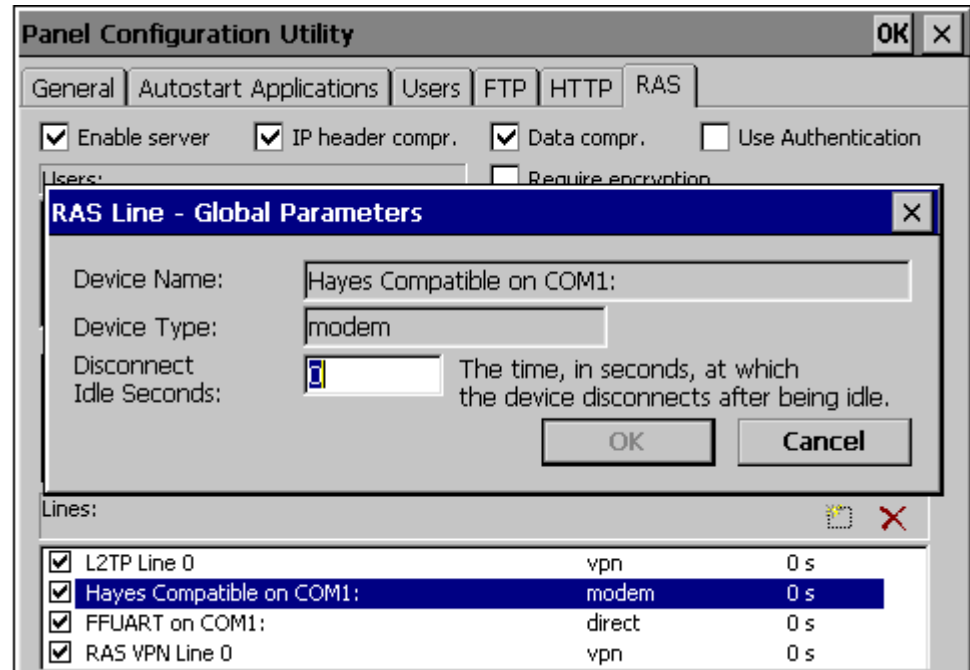 Panel Configuration Utility OK
General Autostart Applications Users FTP HTTP RAS
Enable server IP header compr. Data compr. Use Authentication
Users: Require encryption
RAS Line - Global Parameters
Device Name: Hayes Compatible on COM1:
Device Type: modem
Disconnect
Idle Seconds: 0 The time, in seconds, at which
the device disconnects after being idle.
OK Cancel
Lines:
L2TP Line 0 vpn 0 s
Hayes Compatible on COM1: modem 0 s
FFUART on COM1: direct 0 s
RAS VPN Line 0 vpn 0 s